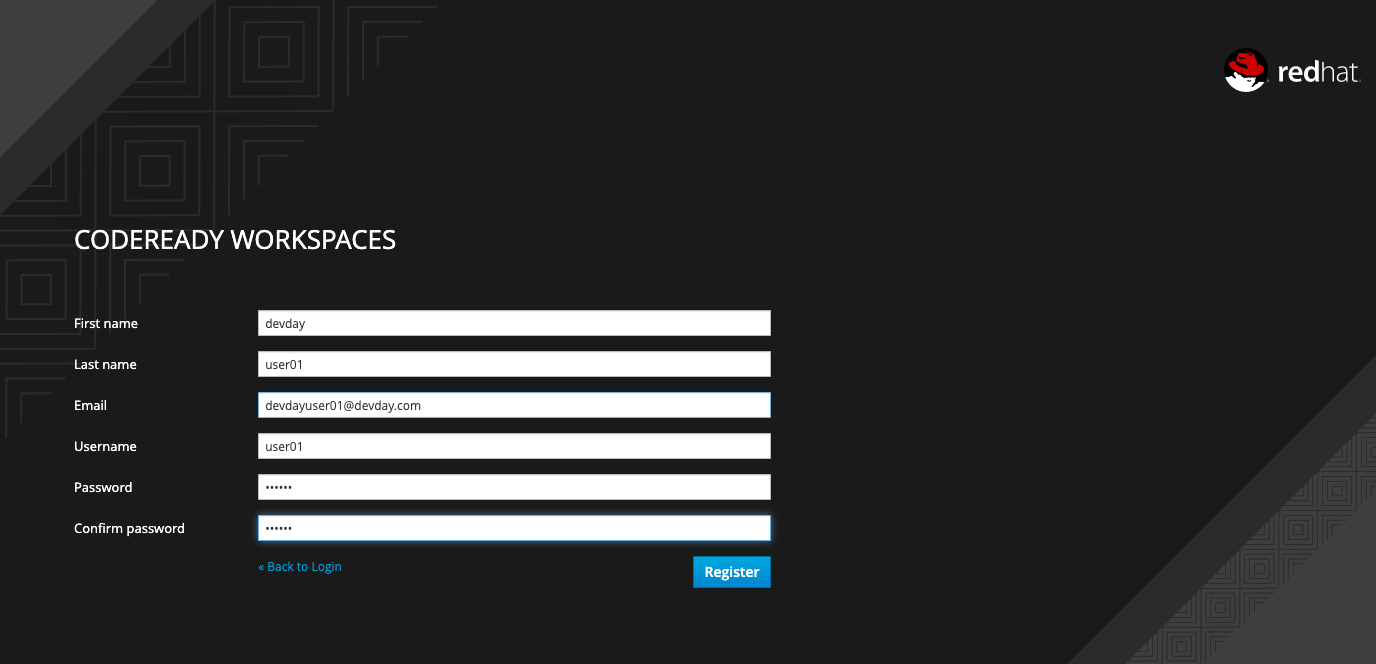 redhat.
CODEREADY WORKSPACES
First name devday
Last name user01
Email devdayuser01@devday.com
Username user01
Password ••••••
Confirm password ••••••
« Back to Login Register